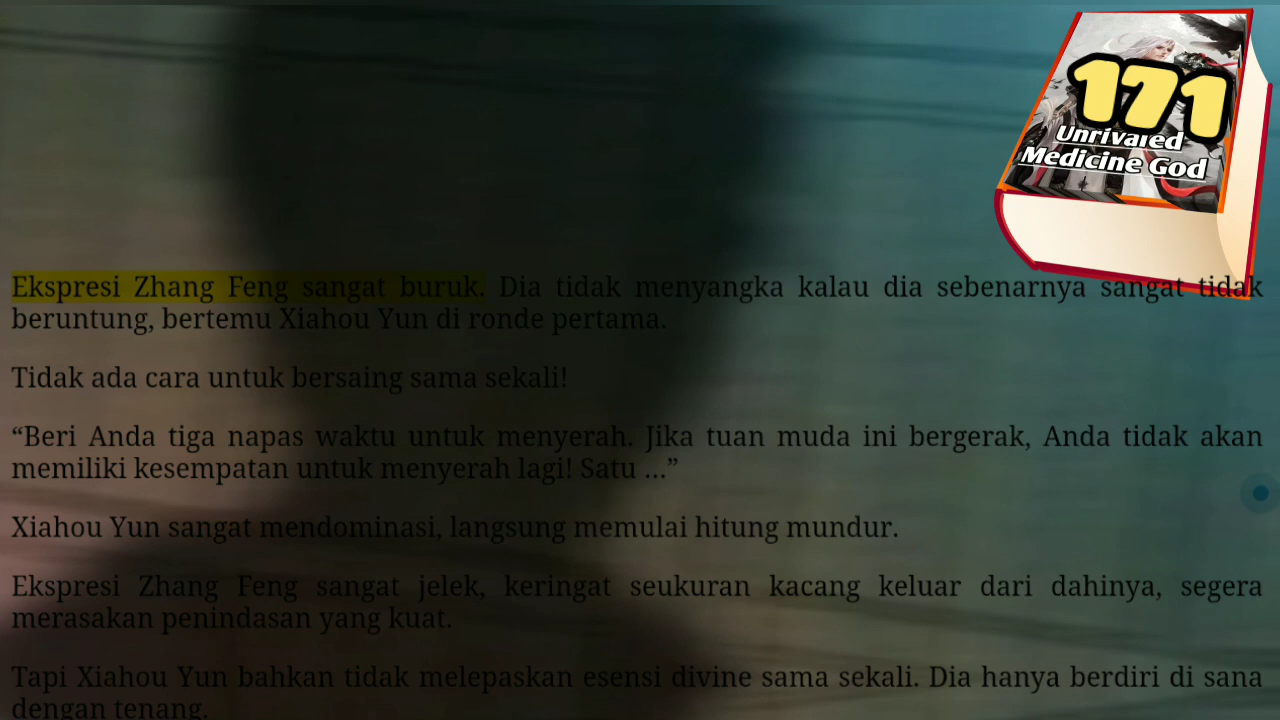 171
Unrivaled
Medicine God
Ekspresi Zhang Feng sangat buruk. Dia tidak menyangka kalau dia sebenarnya sangat tidak
beruntung, bertemu Xiahou Yun di ronde pertama.
Tidak ada cara untuk bersaing sama sekali!
“Beri Anda tiga napas waktu untuk menyerah. Jika tuan muda ini bergerak, Anda tidak akan
memiliki kesempatan untuk menyerah lagi! Satu …”
Xiahou Yun sangat mendominasi, langsung memulai hitung mundur.
Ekspresi Zhang Feng sangat jelek, keringat seukuran kacang keluar dari dahinya, segera
merasakan penindasan yang kuat.
Tapi Xiahou Yun bahkan tidak melepaskan esensi divine sama sekali. Dia hanya berdiri di sana
dengan tenang.